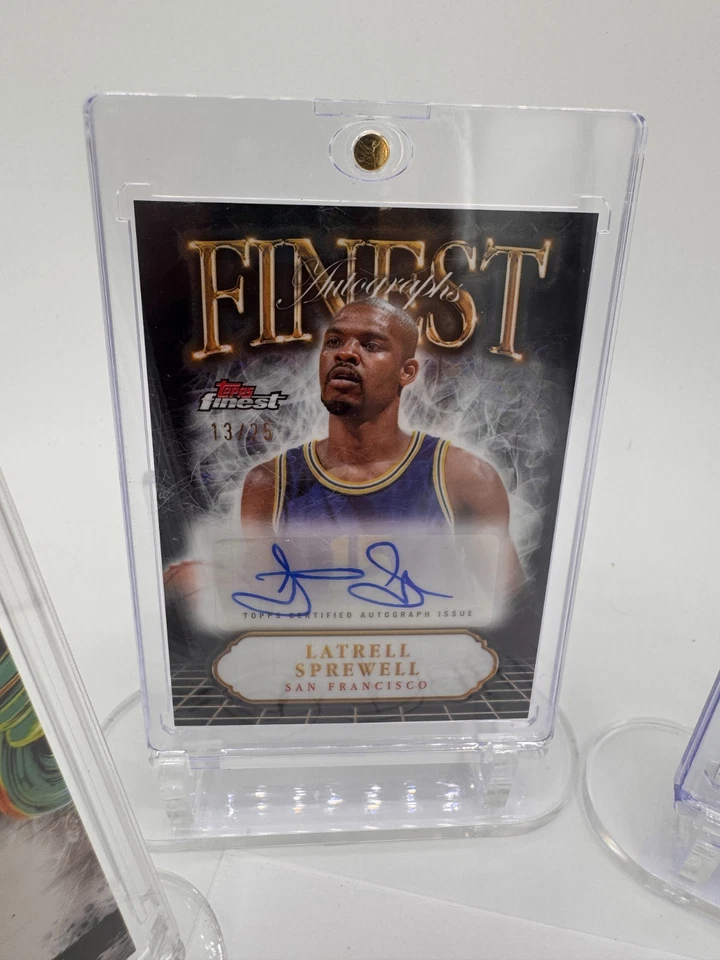 FINEST
Autographs
Topps
finest
13/25
TOPPS CERTIFIED AUTOGRAPH ISSUE
LATRELL
SPREWELL
SAN FRANCISCO